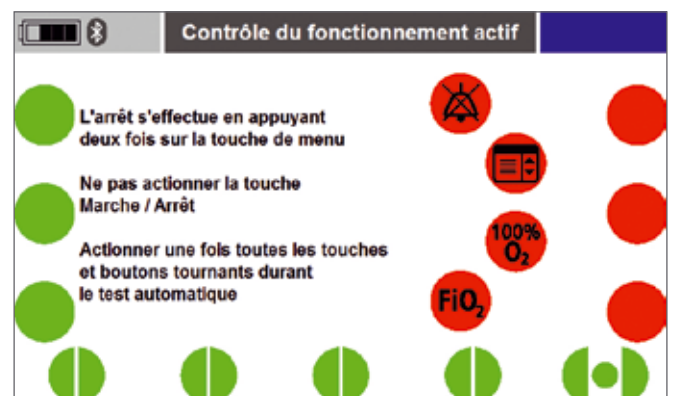 Contrôle du fonctionnement actif
L'arrêt s'effectue en appuyant
deux fois sur la touche de menu
Ne pas actionner la touche
Marche / Arrêt
Actionner une fois toutes les touches
et boutons tournants durant
le test automatique
100%
O₂
FiO₂